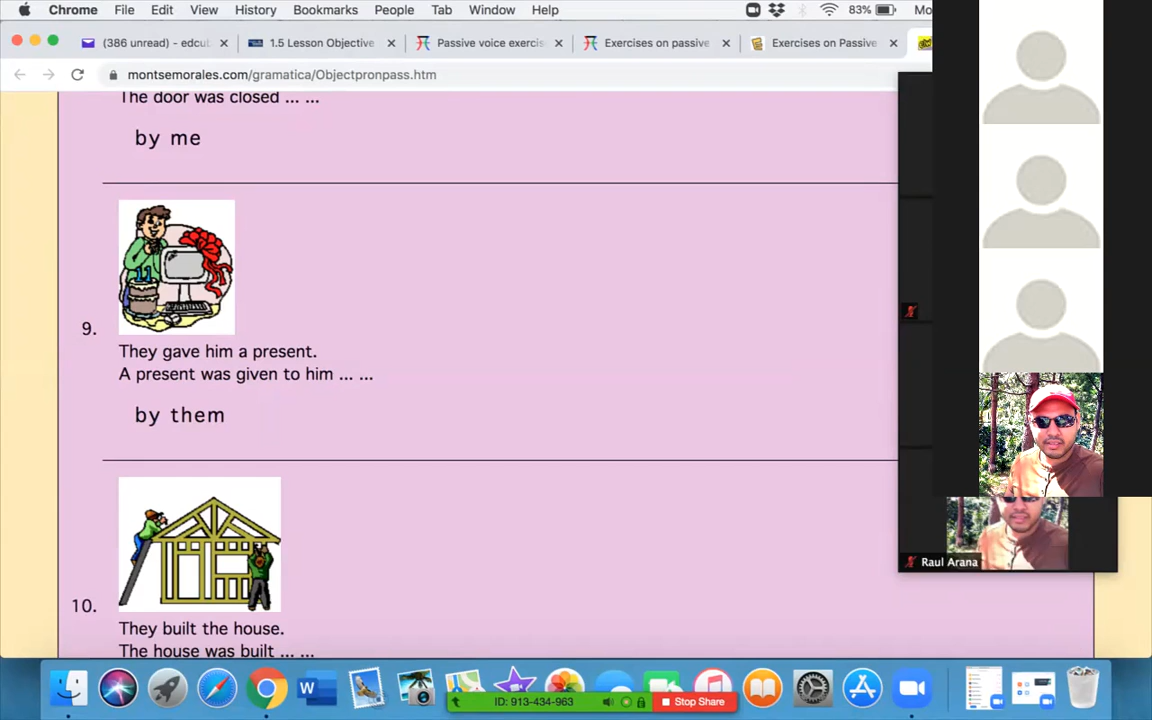 Chrome File Edit View History Bookmarks People Tab Window Help
83%
Mo
(386 unread) - edcut
1.5 Lesson Objective
Passive voice exercis
Exercises on passive
Exercises on Passive
montsemorales.com/gramatica/Objectpronpass.htm
The door was closed ... ...
by me
9.
11
They gave him a present.
A present was given to him ... ...
by them
10.
They built the house.
The house was built ... ...
Raul Arana
W
ID: 913-434-963
Stop Share